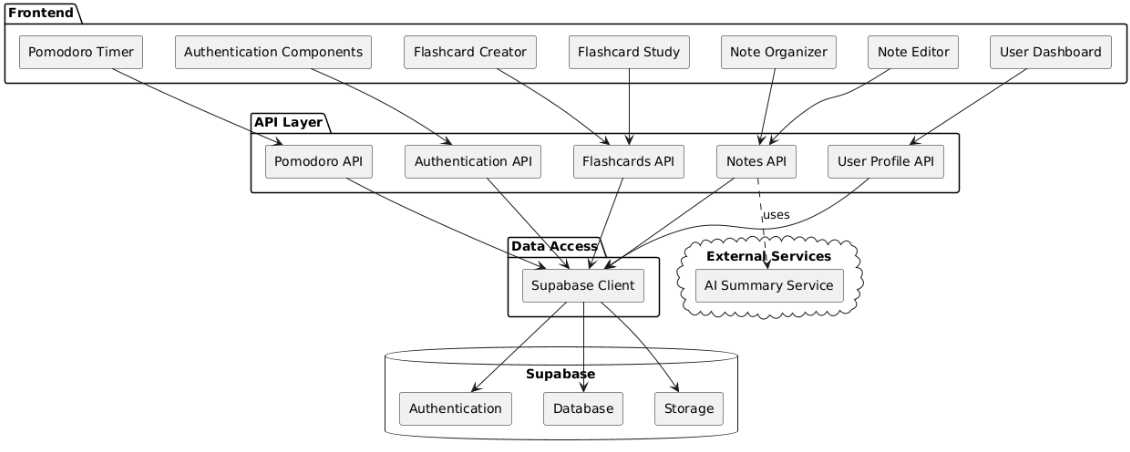 Frontend
Pomodoro Timer
Authentication Components
Flashcard Creator
Flashcard Study
Note Organizer
Note Editor
User Dashboard
API Layer
Pomodoro API
Authentication API
Flashcards API
Notes API
User Profile API
uses
Data Access
Supabase Client
External Services
AI Summary Service
Supabase
Authentication
Database
Storage